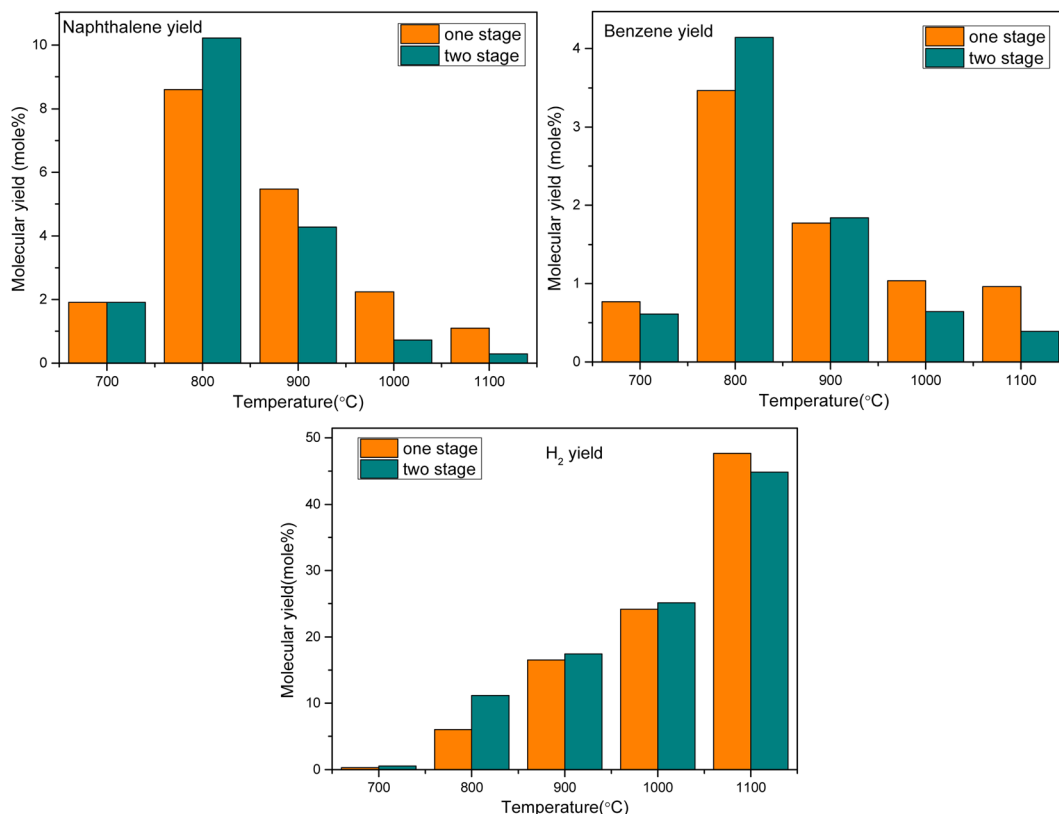 Naphthalene yield
one stage
two stage
Molecular yield (mole%)
10
8
6
4
2
0
700 800 900 1000 1100
Temperature(°C)
Benzene yield
one stage
two stage
Molecular yield (mole%)
4
3
2
1
0
700 800 900 1000 1100
Temperature(°C)
H₂ yield
one stage
two stage
Molecular yield(mole%)
50
40
30
20
10
0
700 800 900 1000 1100
Temperature(°C)